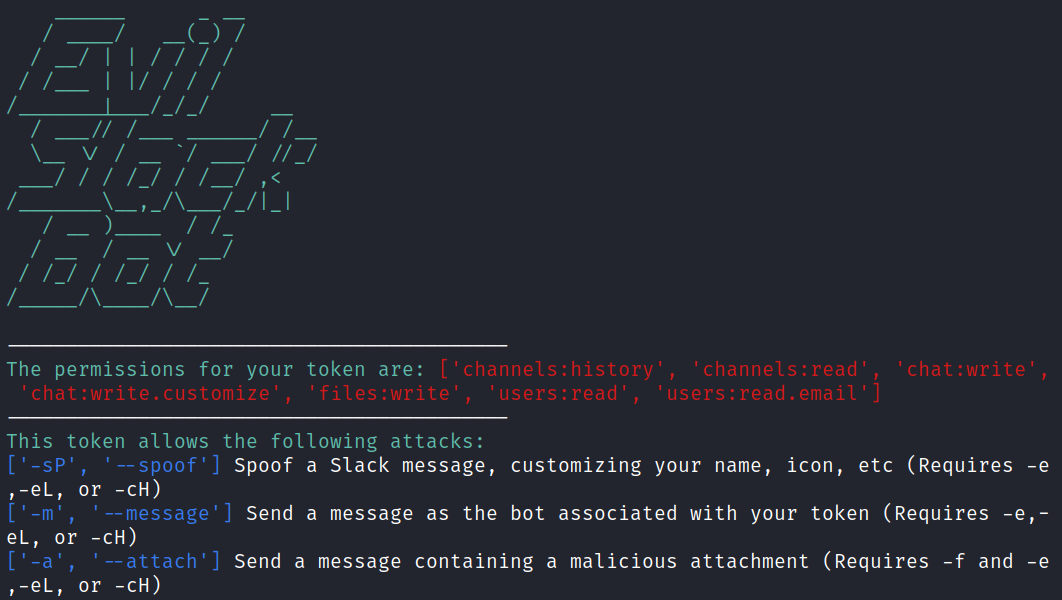 Evil
Slack
Bot
The permissions for your token are: ['channels:history', 'channels:read', 'chat:write',
'chat:write.customize', 'files:write', 'users:read', 'users:read.email']
This token allows the following attacks:
['-sP', '--spoof'] Spoof a Slack message, customizing your name, icon, etc (Requires -e
,-eL, or -cH)
['-m', '--message'] Send a message as the bot associated with your token (Requires -e,-
eL, or -cH)
['-a', '--attach'] Send a message containing a malicious attachment (Requires -f and -e
,-eL, or -cH)